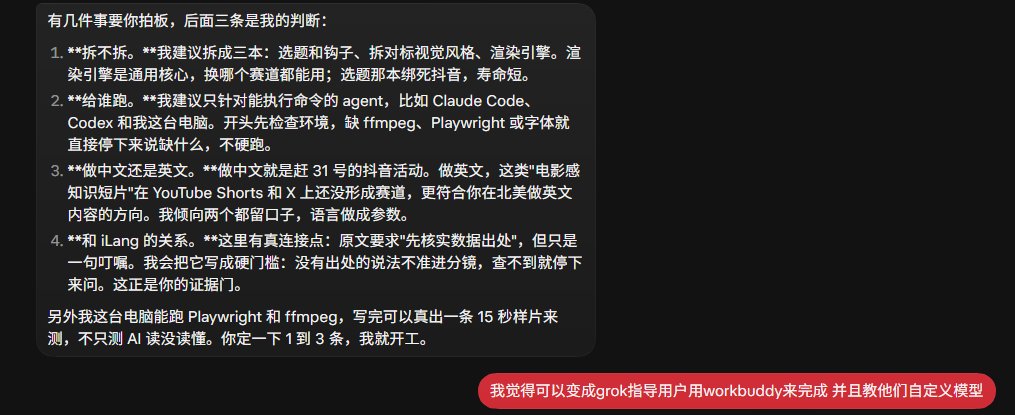 有几件事要你拍板，后面三条是我的判断：
1. **拆不拆。**我建议拆成三本：选题和钩子、拆对标视觉风格、渲染引擎。渲
染引擎是通用核心，换哪个赛道都能用；选题那本绑死抖音，寿命短。
2. **给谁跑。**我建议只针对能执行命令的 agent，比如 Claude Code、
Codex 和我这台电脑。开头先检查环境，缺 ffmpeg、Playwright 或字体就
直接停下来说缺什么，不硬跑。
3. **做中文还是英文。**做中文就是赶 31 号的抖音活动。做英文，这类"电影感
知识短片"在 YouTube Shorts 和 X 上还没形成赛道，更符合你在北美做英文
内容的方向。我倾向两个都留口子，语言做成参数。
4. **和 iLang 的关系。**这里有真连接点：原文要求"先核实数据出处"，但只是
一句叮嘱。我会把它写成硬门槛：没有出处的说法不准进分镜，查不到就停下
来问。这正是你的证据门。
另外我这台电脑能跑 Playwright 和 ffmpeg，写完可以真出一条 15 秒样片来
测，不只测 AI 读没读懂。你定一下 1 到 3 条，我就开工。
我觉得可以变成grok指导用户用workbuddy来完成 并且教他们自定义模型